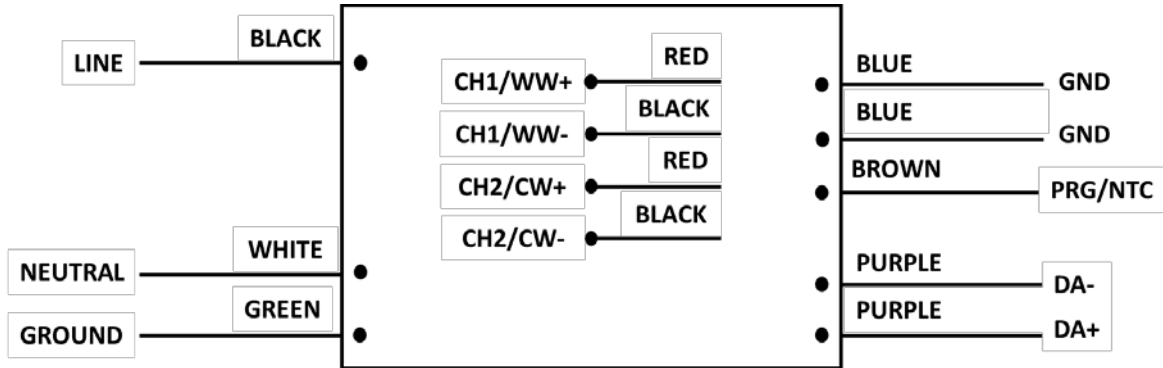 BLACK
LINE
WHITE
NEUTRAL
GREEN
GROUND
RED
CH1/WW+
BLACK
CH1/WW-
RED
CH2/CW+
BLACK
CH2/CW-
BLUE
GND
BLUE
GND
BROWN
PRG/NTC
PURPLE
DA-
PURPLE
DA+